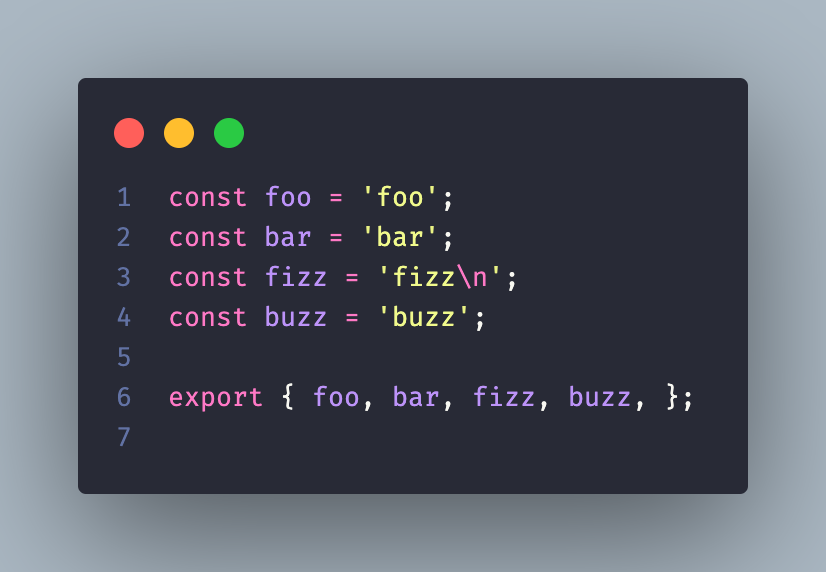 1 const foo = 'foo';
2 const bar = 'bar';
3 const fizz = 'fizz\n';
4 const buzz = 'buzz';
5
6 export { foo, bar, fizz, buzz, };
7